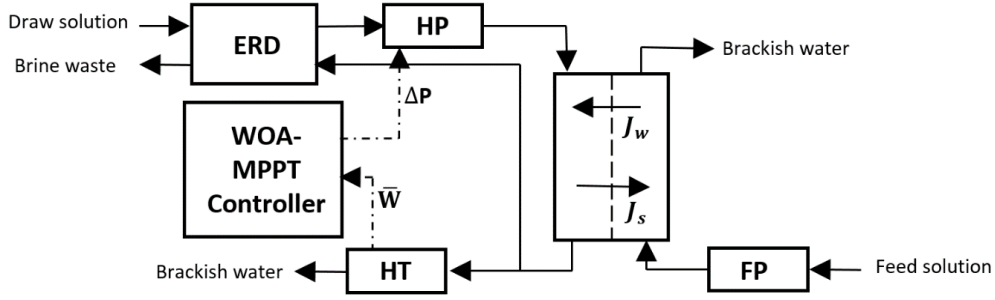 Draw solution
Brine waste
ERD
HP
Brackish water
ΔP
WOA-
MPPT
Controller
W̅
J_w
J_s
Brackish water
HT
FP
Feed solution